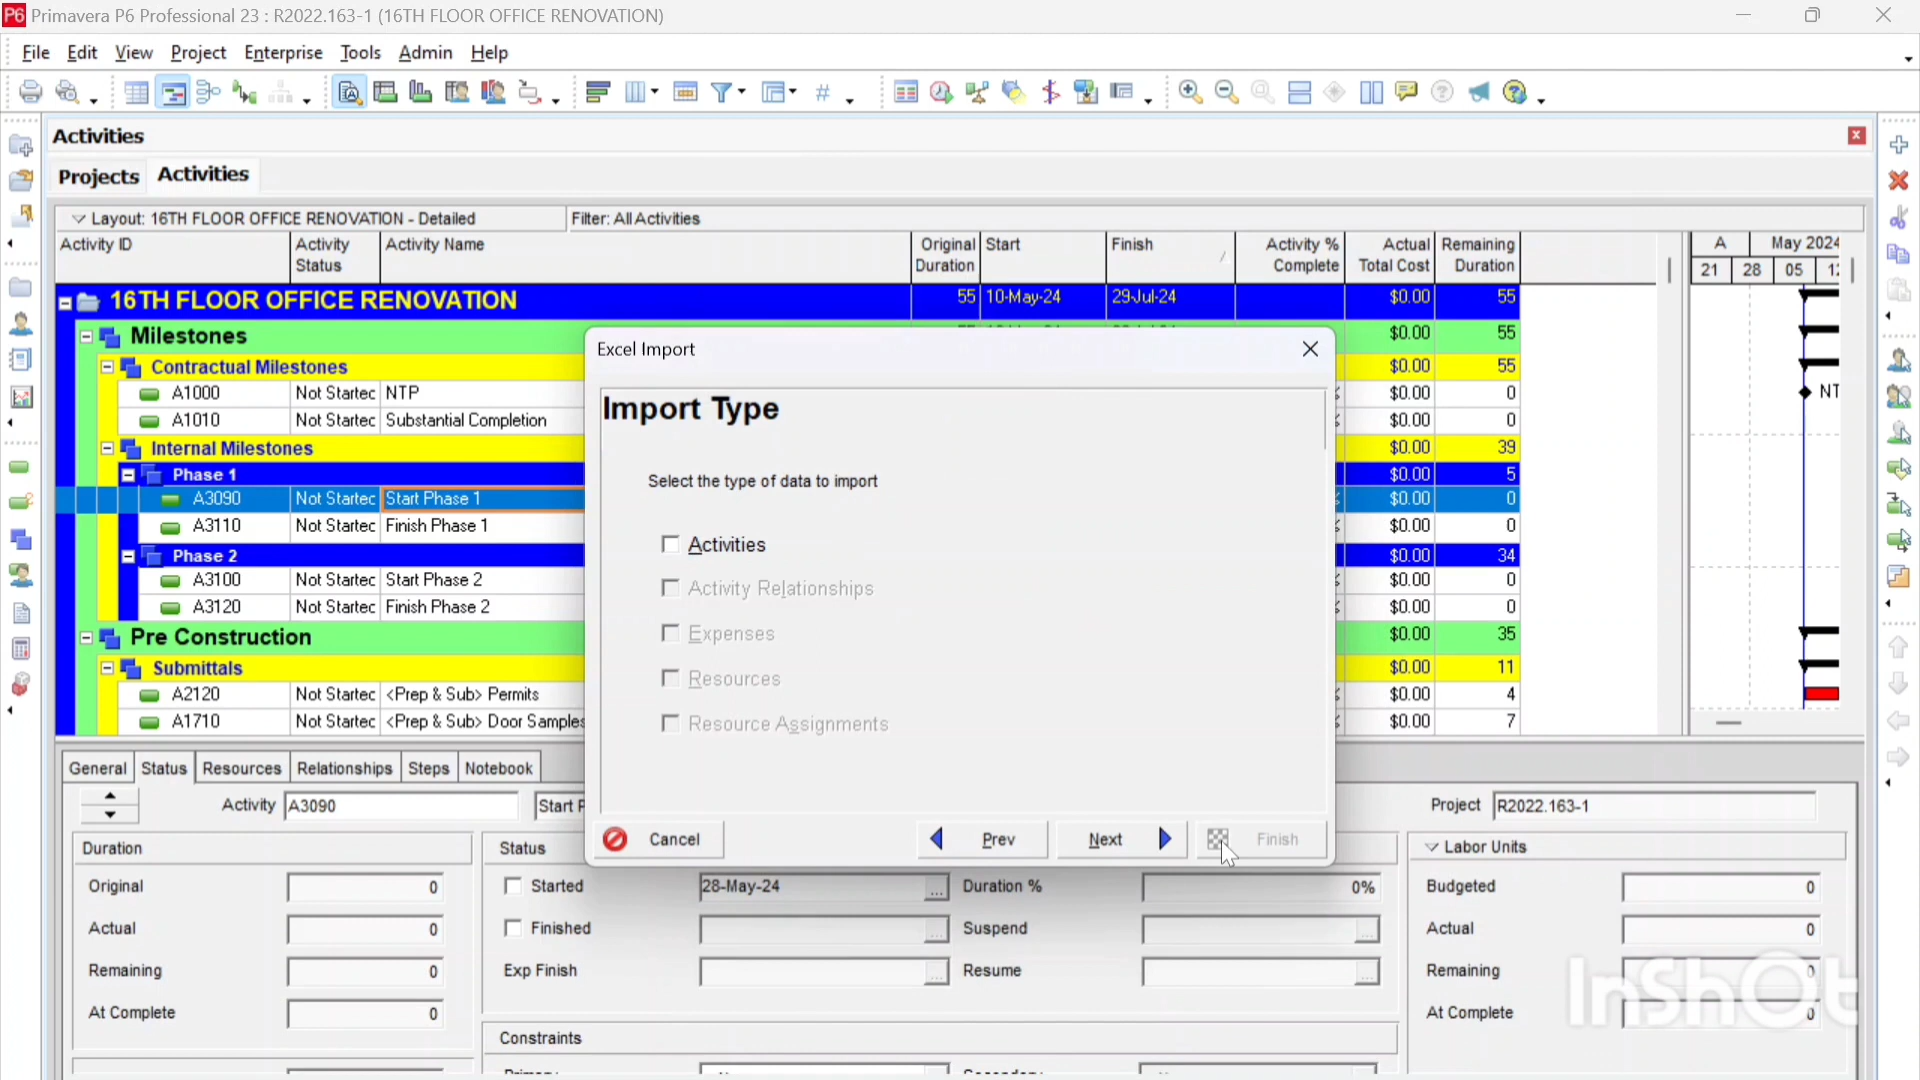 P6 Primavera P6 Professional 23 : R2022.163-1 (16TH FLOOR OFFICE RENOVATION)
File Edit View Project Enterprise Tools Admin Help
Activities
Projects Activities
Layout: 16TH FLOOR OFFICE RENOVATION - Detailed Filter: All Activities
Activity ID Activity Status Activity Name Original Duration Start Finish Activity % Complete Actual Total Cost Remaining Duration A May 2024
21 28 05
16TH FLOOR OFFICE RENOVATION 55 10-May-24 29-Jul-24 $0.00 55
Milestones $0.00 55
Contractual Milestones $0.00 55
A1000 Not Startec NTP $0.00 0 NT
A1010 Not Startec Substantial Completion $0.00 0
Internal Milestones $0.00 39
Phase 1 $0.00 5
A3090 Not Startec Start Phase 1 $0.00 0
A3110 Not Startec Finish Phase 1 $0.00 0
Phase 2 $0.00 34
A3100 Not Startec Start Phase 2 $0.00 0
A3120 Not Startec Finish Phase 2 $0.00 0
Pre Construction $0.00 35
Submittals $0.00 11
A2120 Not Startec <Prep & Sub> Permits $0.00 4
A1710 Not Startec <Prep & Sub> Door Samples $0.00 7
Excel Import
Import Type
Select the type of data to import
Activities
Activity Relationships
Expenses
Resources
Resource Assignments
Cancel Prev Next Finish
General Status Resources Relationships Steps Notebook
Activity A3090 Start P Project R2022.163-1
Duration Status Labor Units
Original 0 Started 28-May-24 ... Duration % 0% Budgeted 0
Actual 0 Finished ... Suspend ... Actual 0
Remaining 0 Exp Finish ... Resume ... Remaining 0
At Complete 0 At Complete 0
Constraints
InShOt